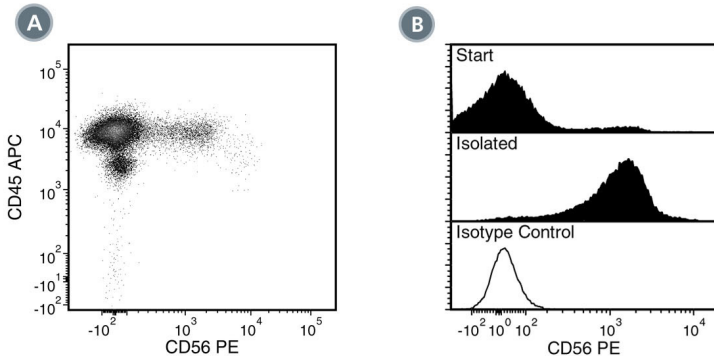 A
B
10^5
10^4
10^3
10^2
-10^1
-10^2
CD45 APC
-10^2
10^3
10^4
10^5
CD56 PE
Start
Isolated
Isotype Control
-10^2 10^0 10^2
10^3
10^4
CD56 PE